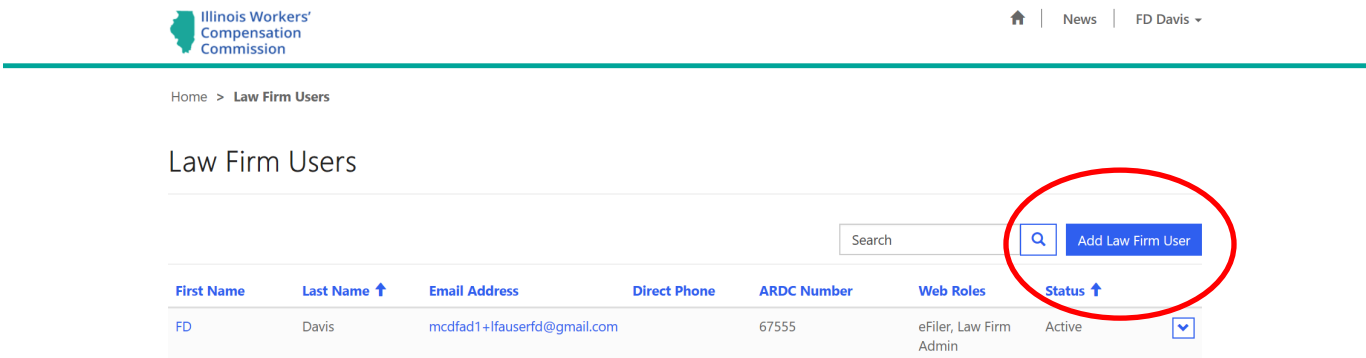 Illinois Workers'
Compensation
Commission
News
FD Davis
Home > Law Firm Users
Law Firm Users
Search
Add Law Firm User
First Name Last Name Email Address Direct Phone ARDC Number Web Roles Status
FD Davis mcdfad1+lfauserfd@gmail.com 67555 eFiler, Law Firm Active
Admin